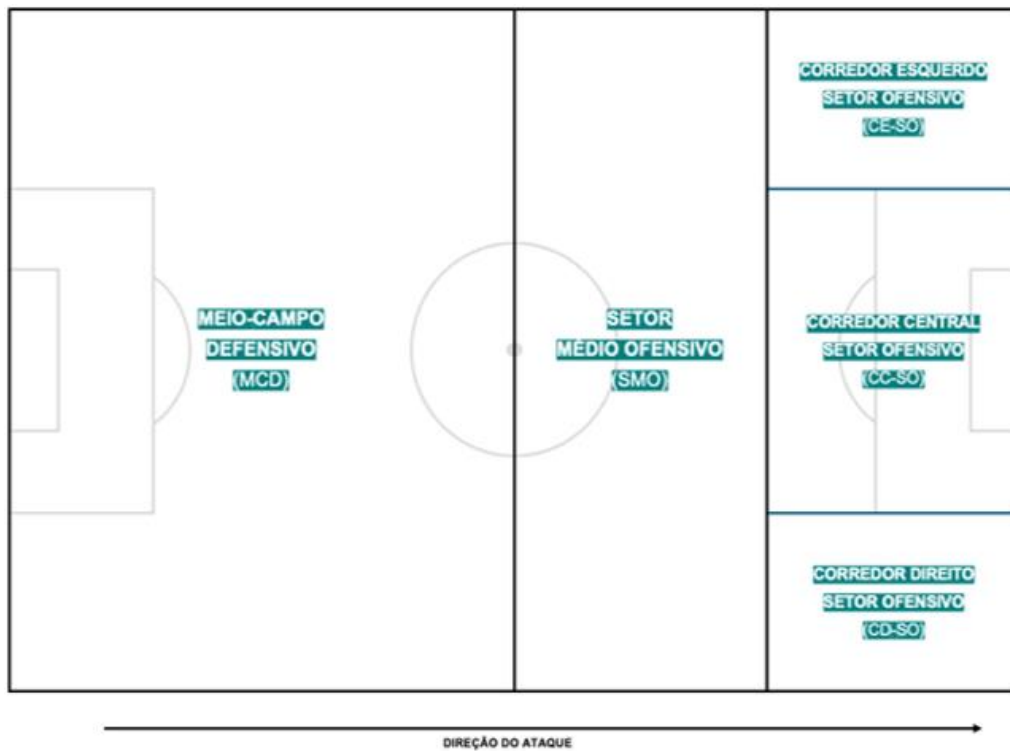 CORREDOR ESQUERDO
SETOR OFENSIVO
(CE-SO)
MEIO-CAMPO
DEFENSIVO
(MCD)
SETOR
MÉDIO OFENSIVO
(SMO)
CORREDOR CENTRAL
SETOR OFENSIVO
(CC-SO)
CORREDOR DIREITO
SETOR OFENSIVO
(CD-SO)
DIREÇÃO DO ATAQUE